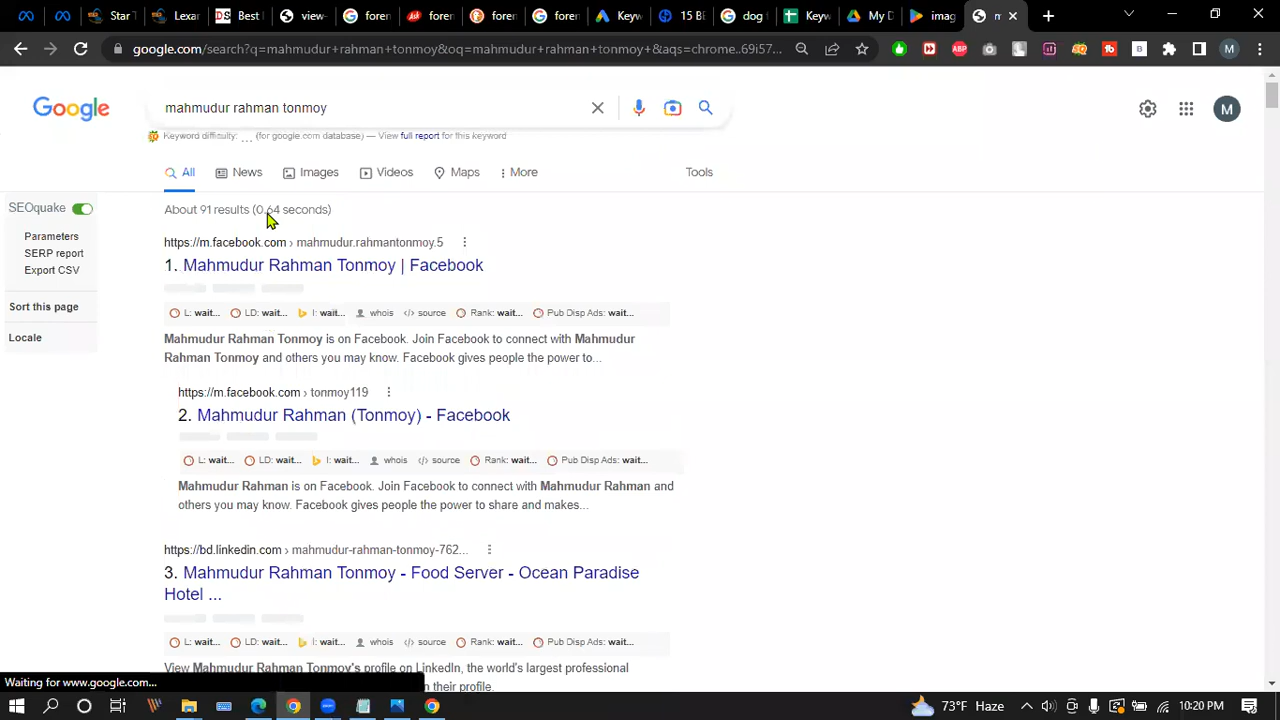 Star T
Lexar
Best
view-
foren
foren
foren
foren
Keyw
15 BE
dog
Keyw
My D
imag
m
google.com/search?q=mahmudur+rahman+tonmoy&oq=mahmudur+rahman+tonmoy+&aqs=chrome..69i57...
M
Google
mahmudur rahman tonmoy
M
Keyword difficulty: ... (for google.com database) — View full report for this keyword
All
News
Images
Videos
Maps
More
Tools
SEOquake
Parameters
SERP report
Export CSV
Sort this page
Locale
About 91 results (0.64 seconds)
https://m.facebook.com › mahmudur.rahmantonmoy.5
1. Mahmudur Rahman Tonmoy | Facebook
L: wait... LD: wait... I: wait... whois source Rank: wait... Pub Disp Ads: wait...
Mahmudur Rahman Tonmoy is on Facebook. Join Facebook to connect with Mahmudur
Rahman Tonmoy and others you may know. Facebook gives people the power to...
https://m.facebook.com › tonmoy119
2. Mahmudur Rahman (Tonmoy) - Facebook
L: wait... LD: wait... I: wait... whois source Rank: wait... Pub Disp Ads: wait...
Mahmudur Rahman is on Facebook. Join Facebook to connect with Mahmudur Rahman and
others you may know. Facebook gives people the power to share and makes...
https://bd.linkedin.com › mahmudur-rahman-tonmoy-762...
3. Mahmudur Rahman Tonmoy - Food Server - Ocean Paradise
Hotel ...
L: wait... LD: wait... I: wait... whois source Rank: wait... Pub Disp Ads: wait...
View Mahmudur Rahman Tonmoy's profile on LinkedIn, the world's largest professional
n their profile.
Waiting for www.google.com...
73°F Haze
10:20 PM